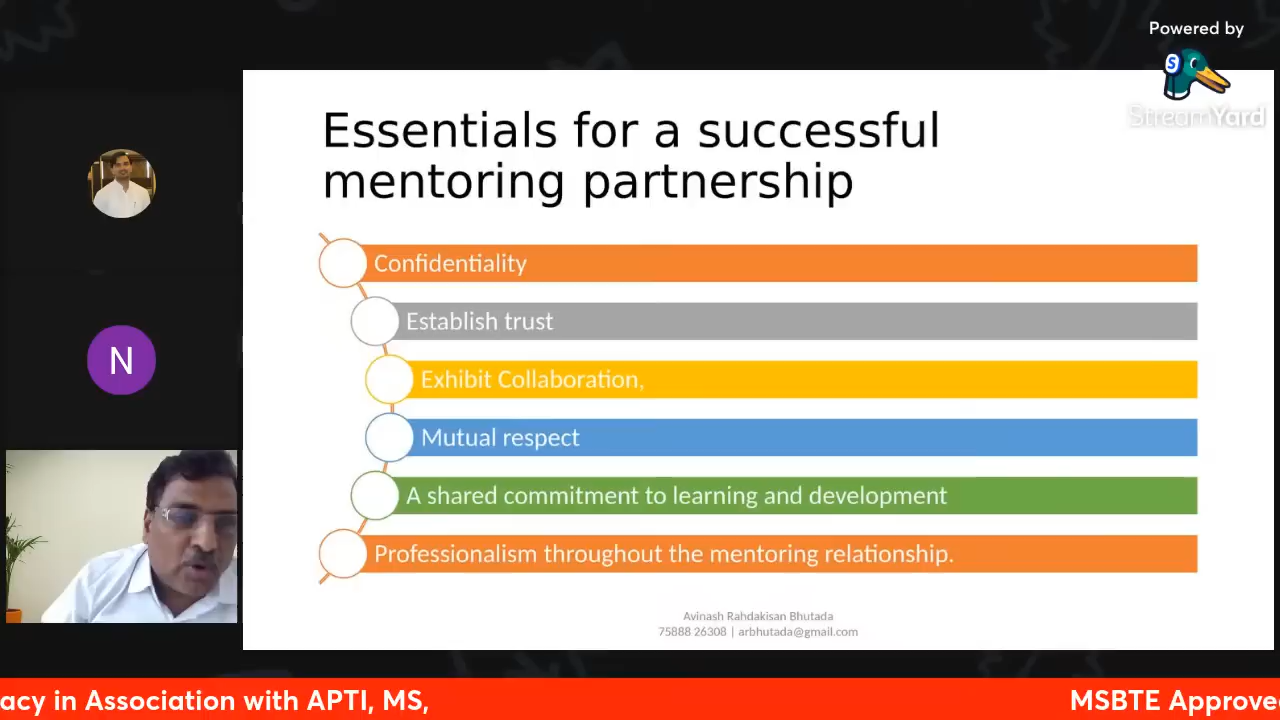 Powered by
StreamYard
Essentials for a successful
mentoring partnership
Confidentiality
Establish trust
Exhibit Collaboration,
Mutual respect
A shared commitment to learning and development
Professionalism throughout the mentoring relationship.
Avinash Rahdakisan Bhutada
75888 26308 | arbhutada@gmail.com
N
acy in Association with APTI, MS,
MSBTE Approve